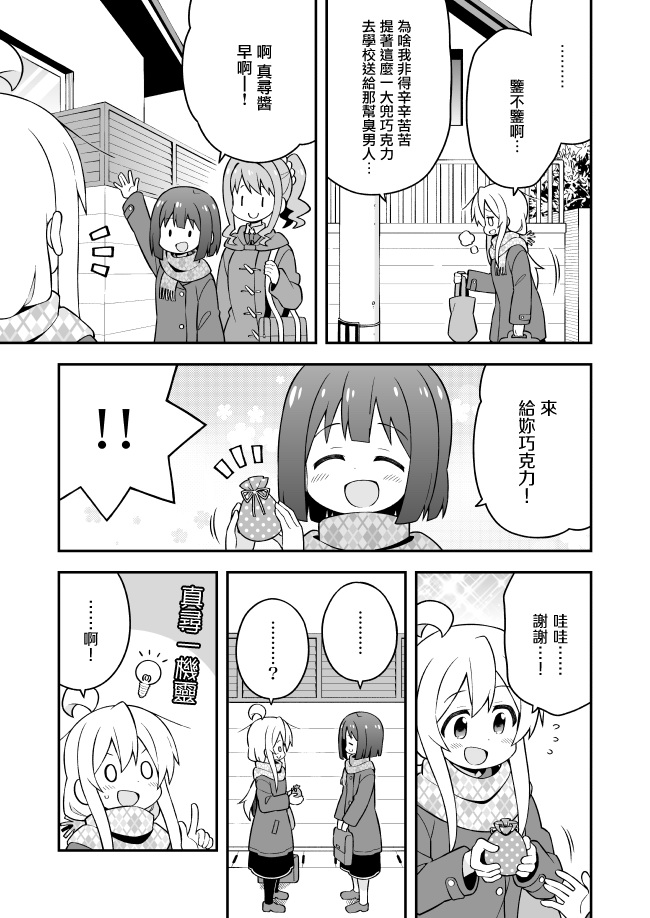 ………
鑒不鑒啊…
為啥我非得辛辛苦苦
提著這麼一大兜巧克力
去學校送給那幫臭男人…
啊 真尋醬
早啊—!
來
給妳巧克力!
!!
哇哇……
謝謝…!
………
………?
真尋一機靈
……啊!